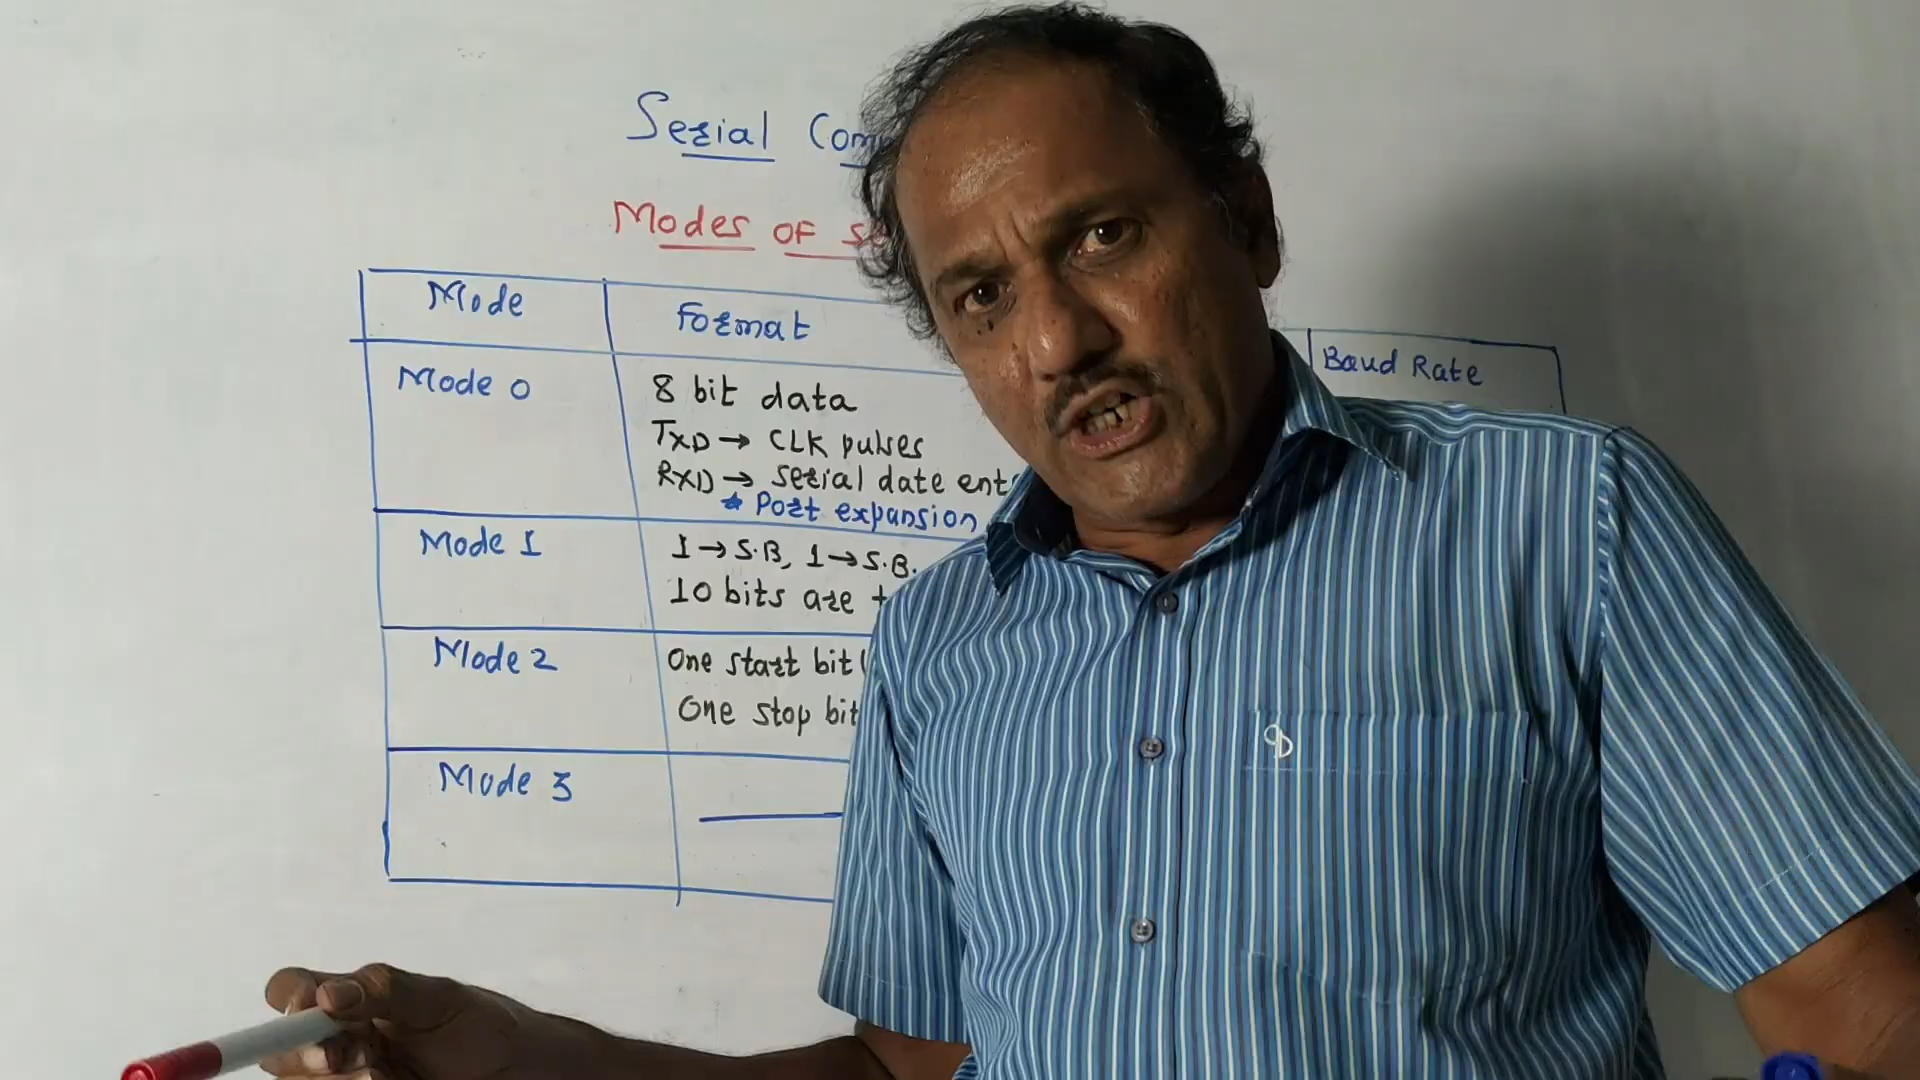 Serial Com
Modes OF se
Mode
Format
Baud Rate
Mode 0
8 bit data
TXD → CLK pulses
RXD → serial date ent
* Port expansion
Mode 1
1 → S.B, 1 → S.B.
10 bits are t
Mode 2
One start bit (
One stop bit
Mode 3